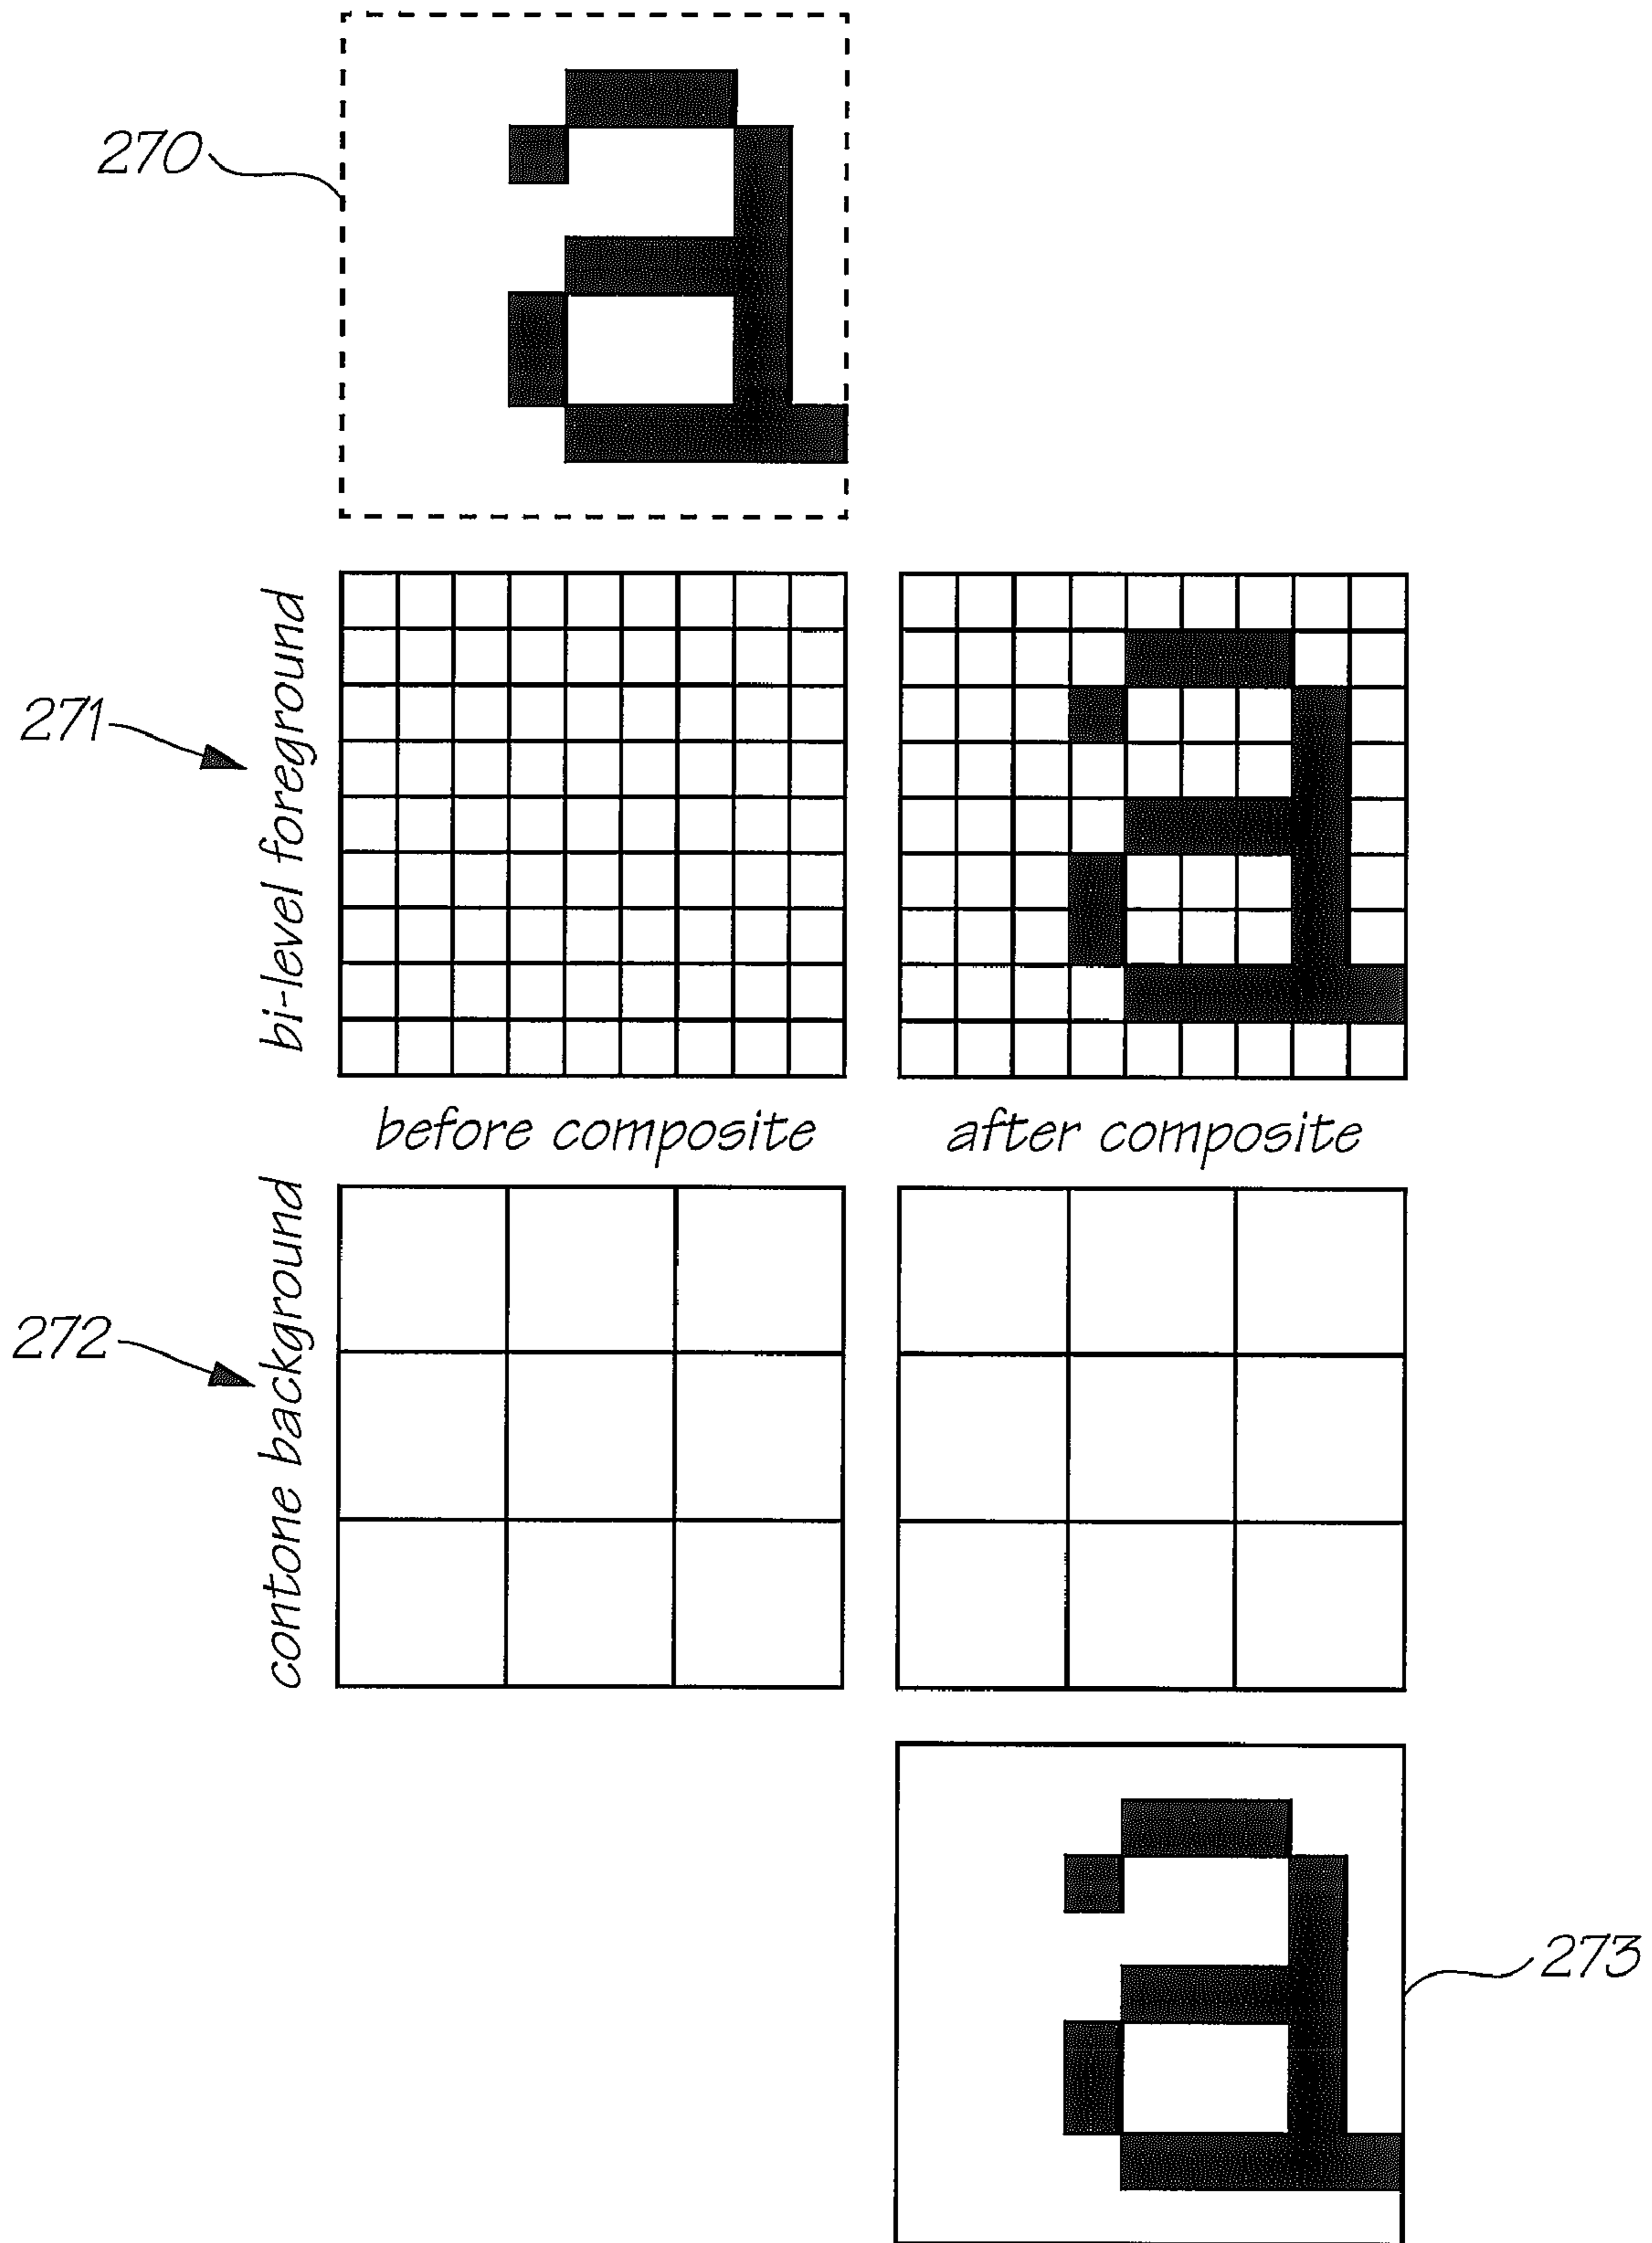 270
a
271
bi-level foreground
a
before composite
after composite
272
contone background
a
273